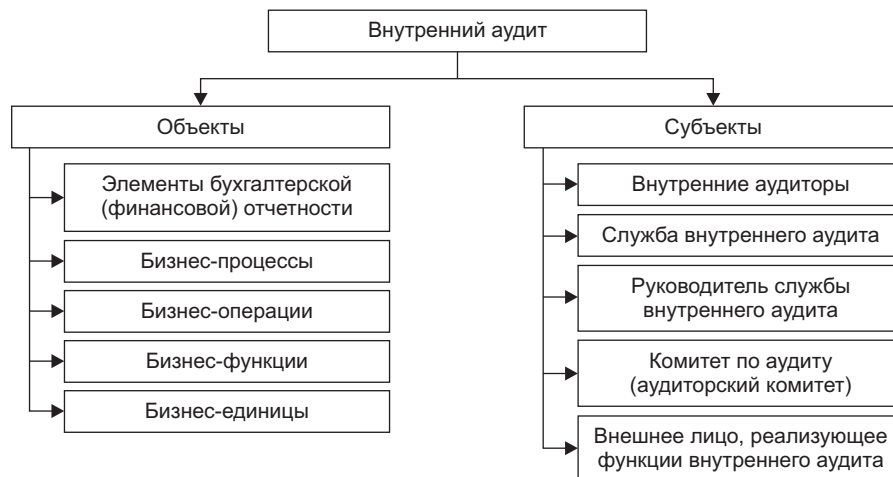 Внутренний аудит
Объекты
Элементы бухгалтерской
(финансовой) отчетности
Бизнес-процессы
Бизнес-операции
Бизнес-функции
Бизнес-единицы
Субъекты
Внутренние аудиторы
Служба внутреннего аудита
Руководитель службы
внутреннего аудита
Комитет по аудиту
(аудиторский комитет)
Внешнее лицо, реализующее
функции внутреннего аудита